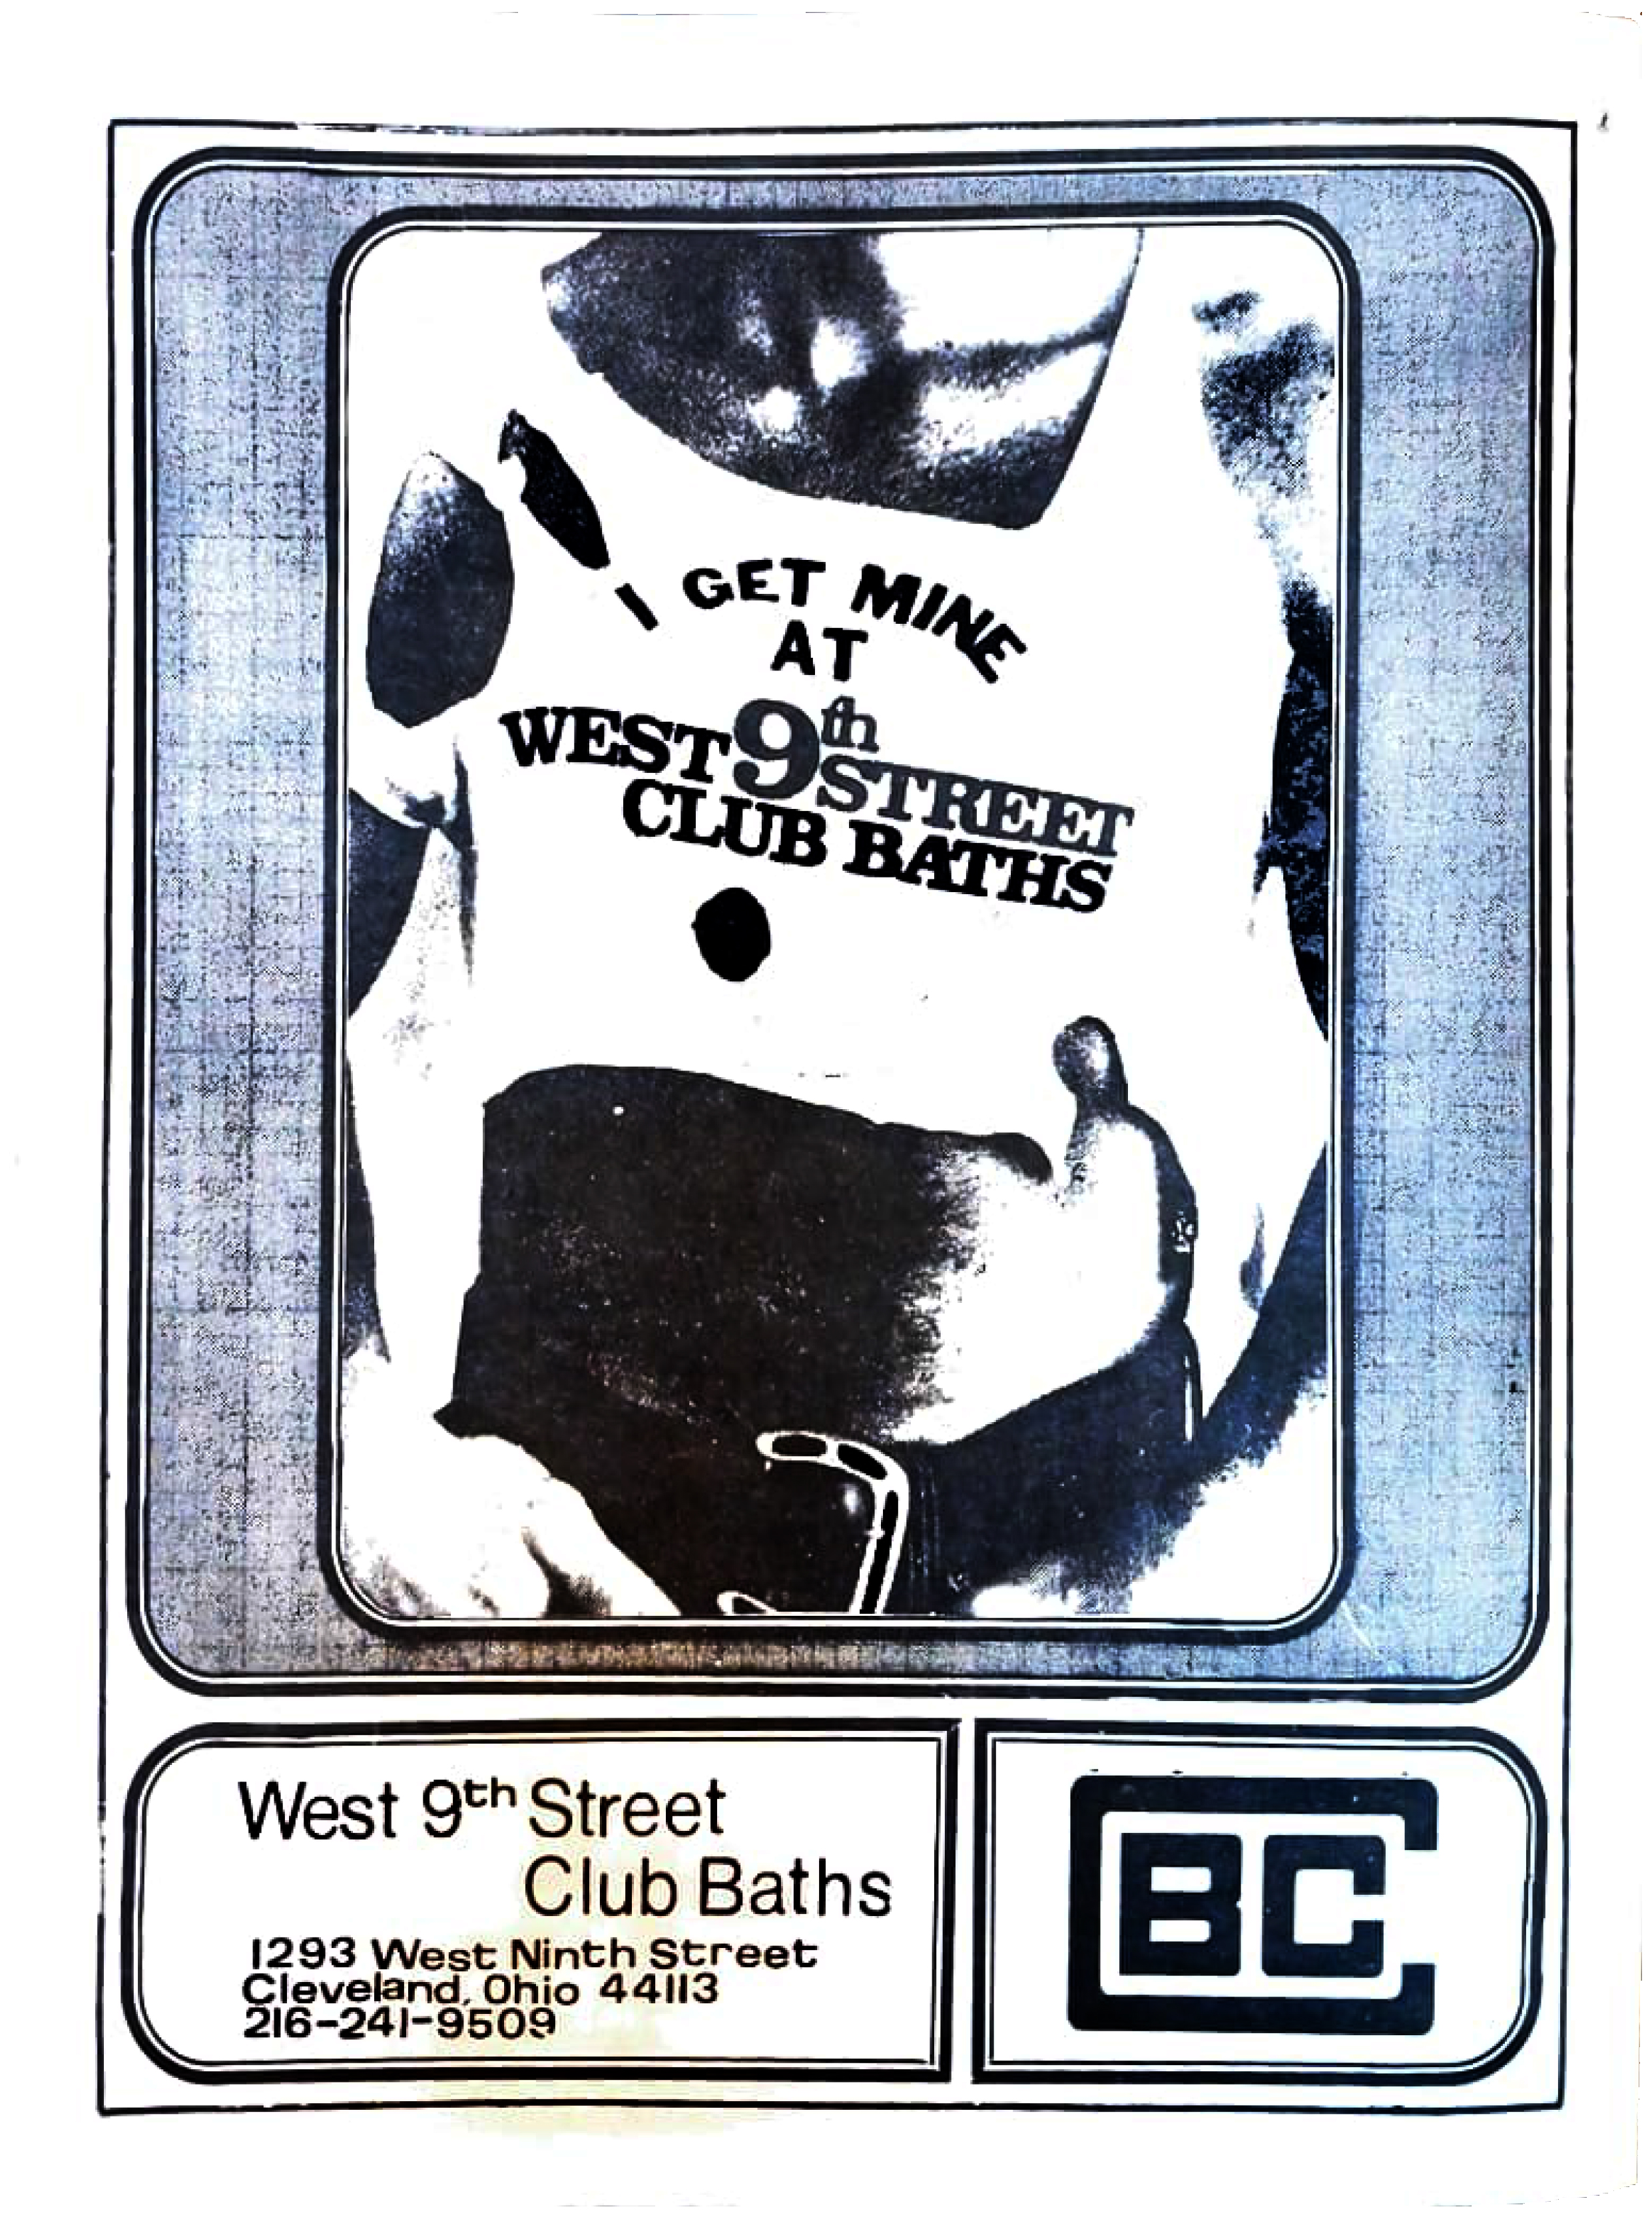 I GET MINE
AT
WEST 9th STREET
CLUB BATHS
West 9th Street
Club Baths
1293 West Ninth Street
Cleveland, Ohio 44113
216-241-9509
CBC